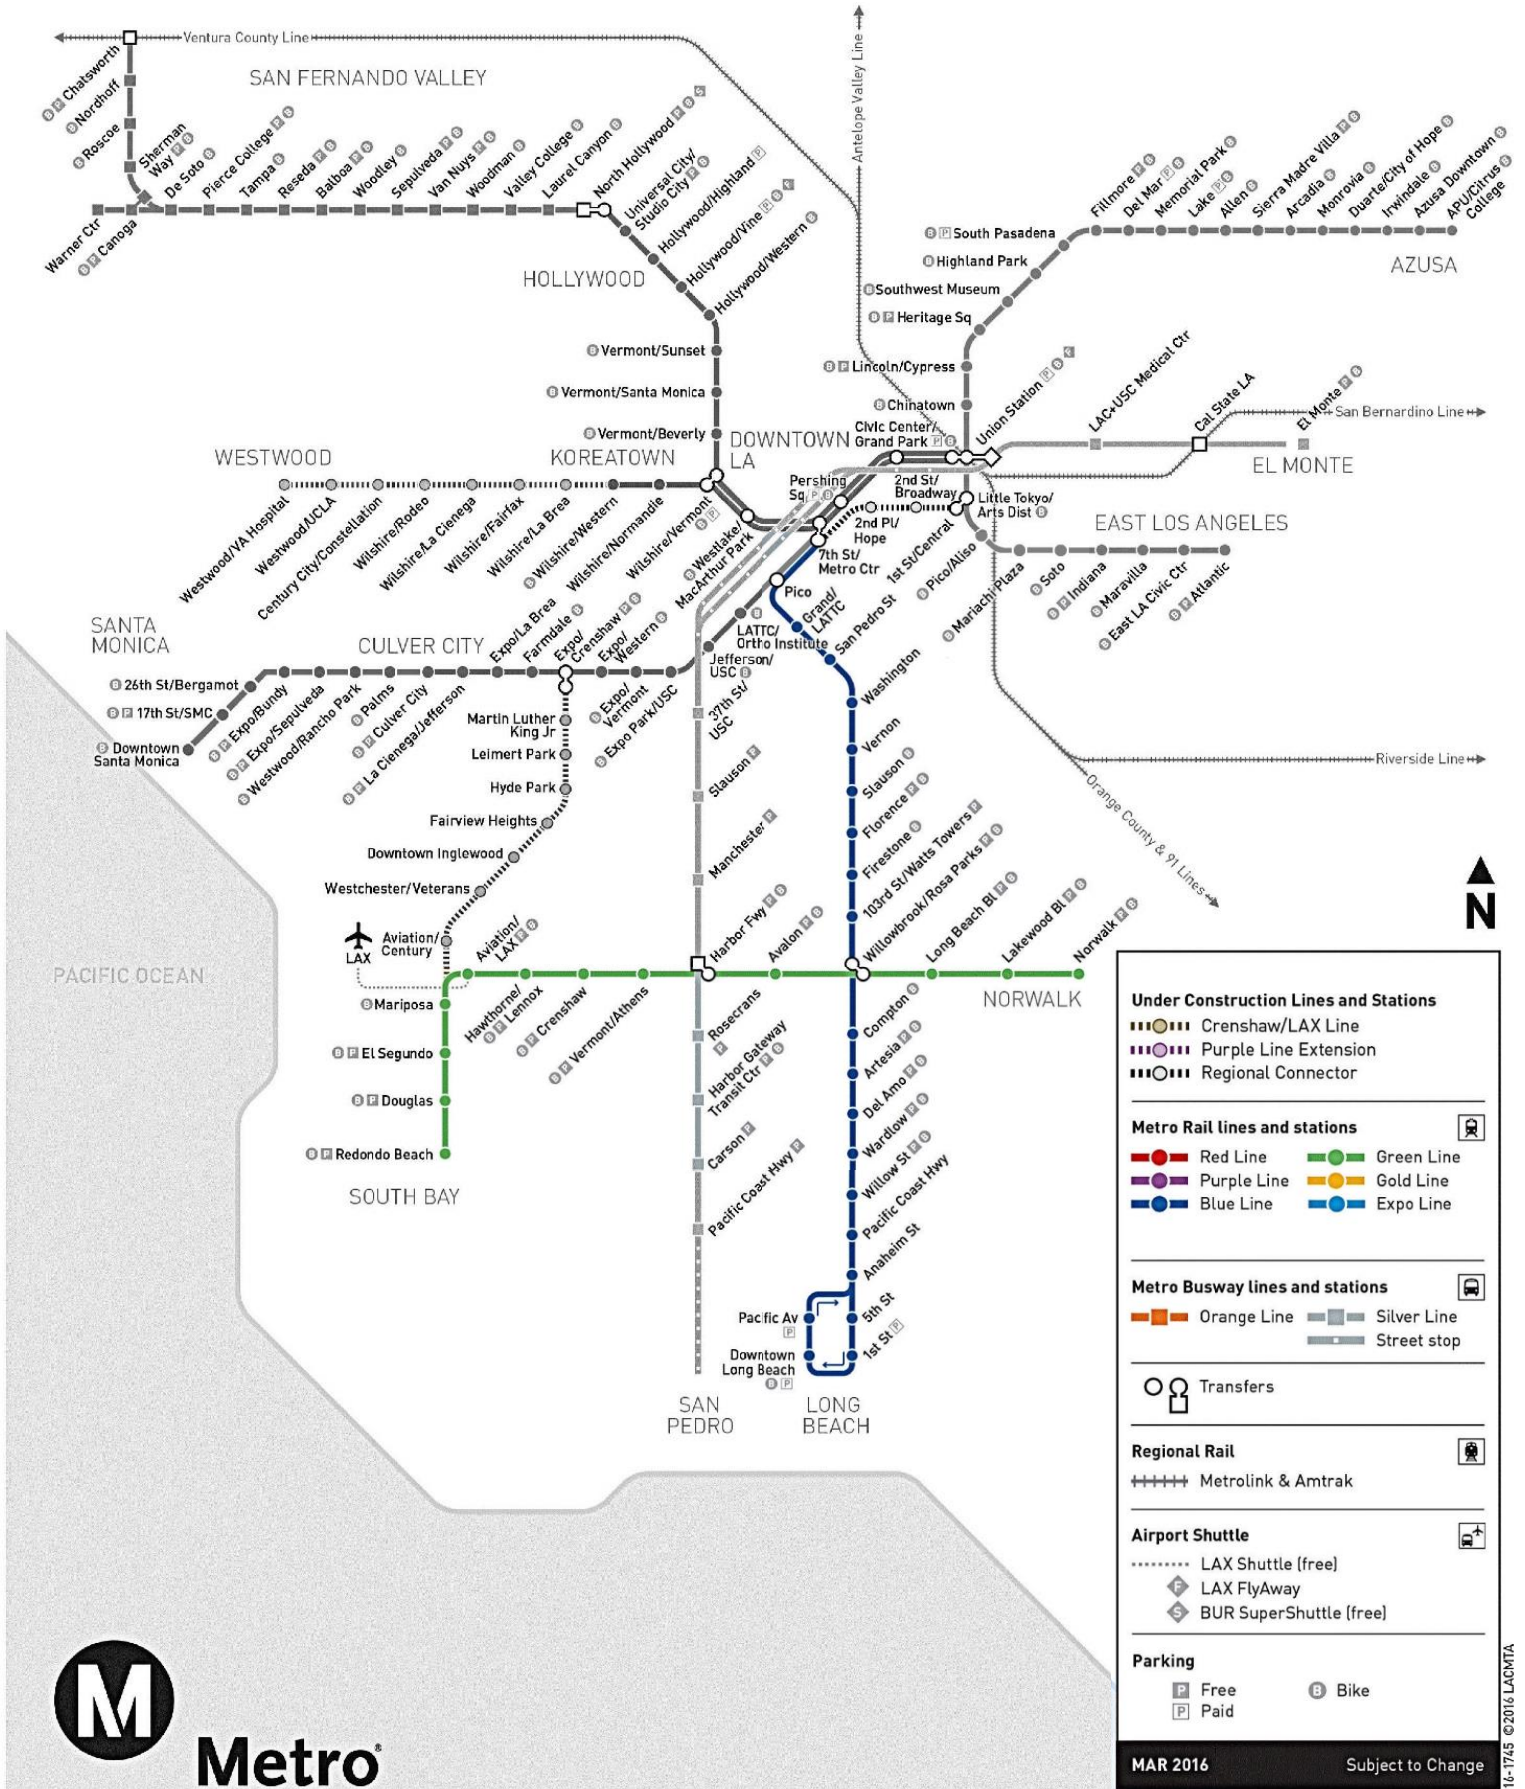 Ventura County Line
SAN FERNANDO VALLEY
Antelope Valley Line
Chatsworth
Nordhoff
Roscoe
Sherman
Way
De Soto
Pierce College
Tampa
Reseda
Balboa
Woodley
Sepulveda
Van Nuys
Woodman
Valley College
Laurel Canyon
North Hollywood
Warner Ctr
Canoga
Universal City/
Studio City
Hollywood/Highland
Hollywood/Vine
Hollywood/Western
HOLLYWOOD
Vermont/Sunset
Vermont/Santa Monica
Vermont/Beverly
Fillmore
Del Mar
Memorial Park
Lake
Allen
Sierra Madre Villa
Arcadia
Monrovia
Duarte/City of Hope
Irwindale
Azusa Downtown
APU/Citrus
College
AZUSA
South Pasadena
Highland Park
Southwest Museum
Heritage Sq
Lincoln/Cypress
Chinatown
Union Station
LAC+USC Medical Ctr
Cal State LA
El Monte
San Bernardino Line
EL MONTE
WESTWOOD
KOREATOWN
DOWNTOWN
LA
Civic Center/
Grand Park
Pershing
Sq
2nd St/
Broadway
Little Tokyo/
Arts Dist
2nd Pl/
Hope
1st St/Central
7th St/
Metro Ctr
EAST LOS ANGELES
Pico/Aliso
Mariachi Plaza
Soto
Indiana
Maravilla
East LA Civic Ctr
Atlantic
Westwood/VA Hospital
Westwood/UCLA
Century City/Constellation
Wilshire/Rodeo
Wilshire/La Cienega
Wilshire/Fairfax
Wilshire/La Brea
Wilshire/Western
Wilshire/Normandie
Wilshire/Vermont
Westlake/
MacArthur Park
Pico
Grand/
LATTC
San Pedro St
LATTC/
Ortho Institute
Jefferson/
USC
SANTA
MONICA
CULVER CITY
Expo/La Brea
Farmdale
Expo/
Crenshaw
Expo/
Western
26th St/Bergamot
17th St/SMC
Downtown
Santa Monica
Expo/Bundy
Expo/Sepulveda
Westwood/Rancho Park
Palms
Culver City
La Cienega/Jefferson
Expo/
Vermont
Expo Park/USC
37th St/
USC
Slauson
Manchester
Harbor Fwy
Washington
Vernon
Slauson
Florence
Firestone
103rd St/Watts Towers
Willowbrook/Rosa Parks
Martin Luther
King Jr
Leimert Park
Hyde Park
Fairview Heights
Downtown Inglewood
Westchester/Veterans
Aviation/
Century
LAX
Aviation/
LAX
Riverside Line
Orange County & 91 Lines
PACIFIC OCEAN
Avalon
Long Beach Bl
Lakewood Bl
Norwalk
NORWALK
Mariposa
El Segundo
Douglas
Redondo Beach
SOUTH BAY
Hawthorne/
Lennox
Crenshaw
Vermont/Athens
Rosecrans
Harbor Gateway
Transit Ctr
Carson
Pacific Coast Hwy
Compton
Artesia
Del Amo
Wardlow
Willow St
Pacific Coast Hwy
Anaheim St
Pacific Av
5th St
Downtown
Long Beach
1st St
SAN
PEDRO
LONG
BEACH
N
Under Construction Lines and Stations
Crenshaw/LAX Line
Purple Line Extension
Regional Connector
Metro Rail lines and stations
Red Line
Green Line
Purple Line
Gold Line
Blue Line
Expo Line
Metro Busway lines and stations
Orange Line
Silver Line
Street stop
Transfers
Regional Rail
Metrolink & Amtrak
Airport Shuttle
LAX Shuttle (free)
F LAX FlyAway
S BUR SuperShuttle (free)
Parking
P Free
B Bike
P Paid
MAR 2016
Subject to Change
16-1745 ©2016 LACMTA
M
Metro